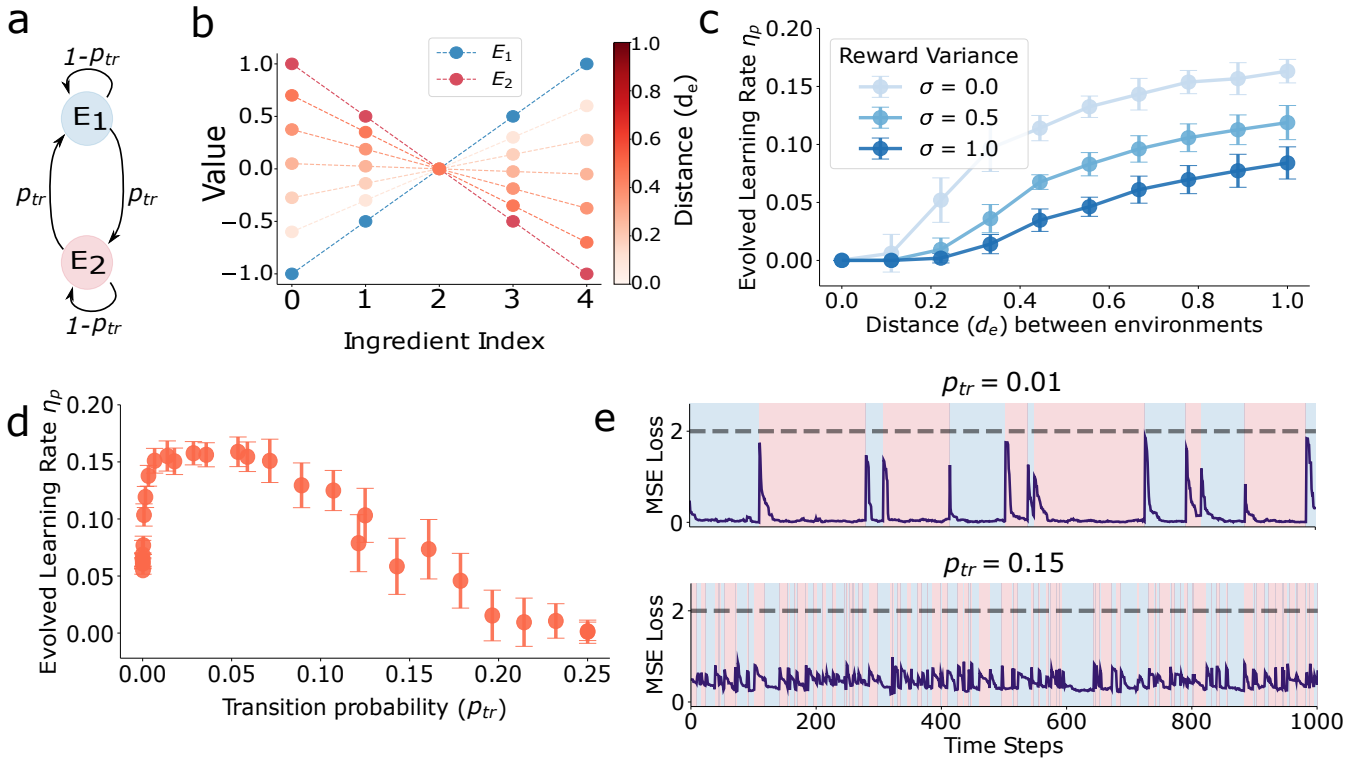 a
1-p_tr
E1
p_tr
p_tr
E2
1-p_tr
b
Value
1.0
0.5
0.0
−0.5
−1.0
0
1
2
3
4
Ingredient Index
E1
E2
1.0
0.8
0.6
0.4
0.2
0.0
Distance (d_e)
c
Evolved Learning Rate η_p
0.20
0.15
0.10
0.05
0.00
Reward Variance
σ = 0.0
σ = 0.5
σ = 1.0
0.0
0.2
0.4
0.6
0.8
1.0
Distance (d_e) between environments
d
Evolved Learning Rate η_p
0.20
0.15
0.10
0.05
0.00
0.00
0.05
0.10
0.15
0.20
0.25
Transition probability (p_tr)
e
p_tr = 0.01
MSE Loss
2
0
p_tr = 0.15
MSE Loss
2
0
0
200
400
600
800
1000
Time Steps